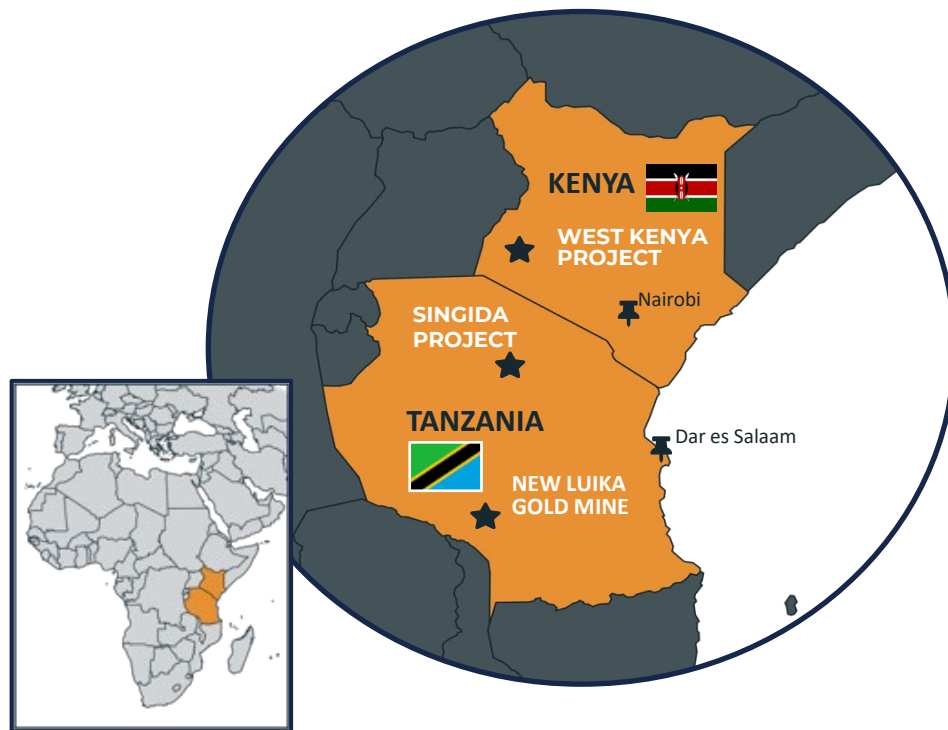 KENYA
WEST KENYA
PROJECT
Nairobi
SINGIDA
PROJECT
TANZANIA
Dar es Salaam
NEW LUIKA
GOLD MINE